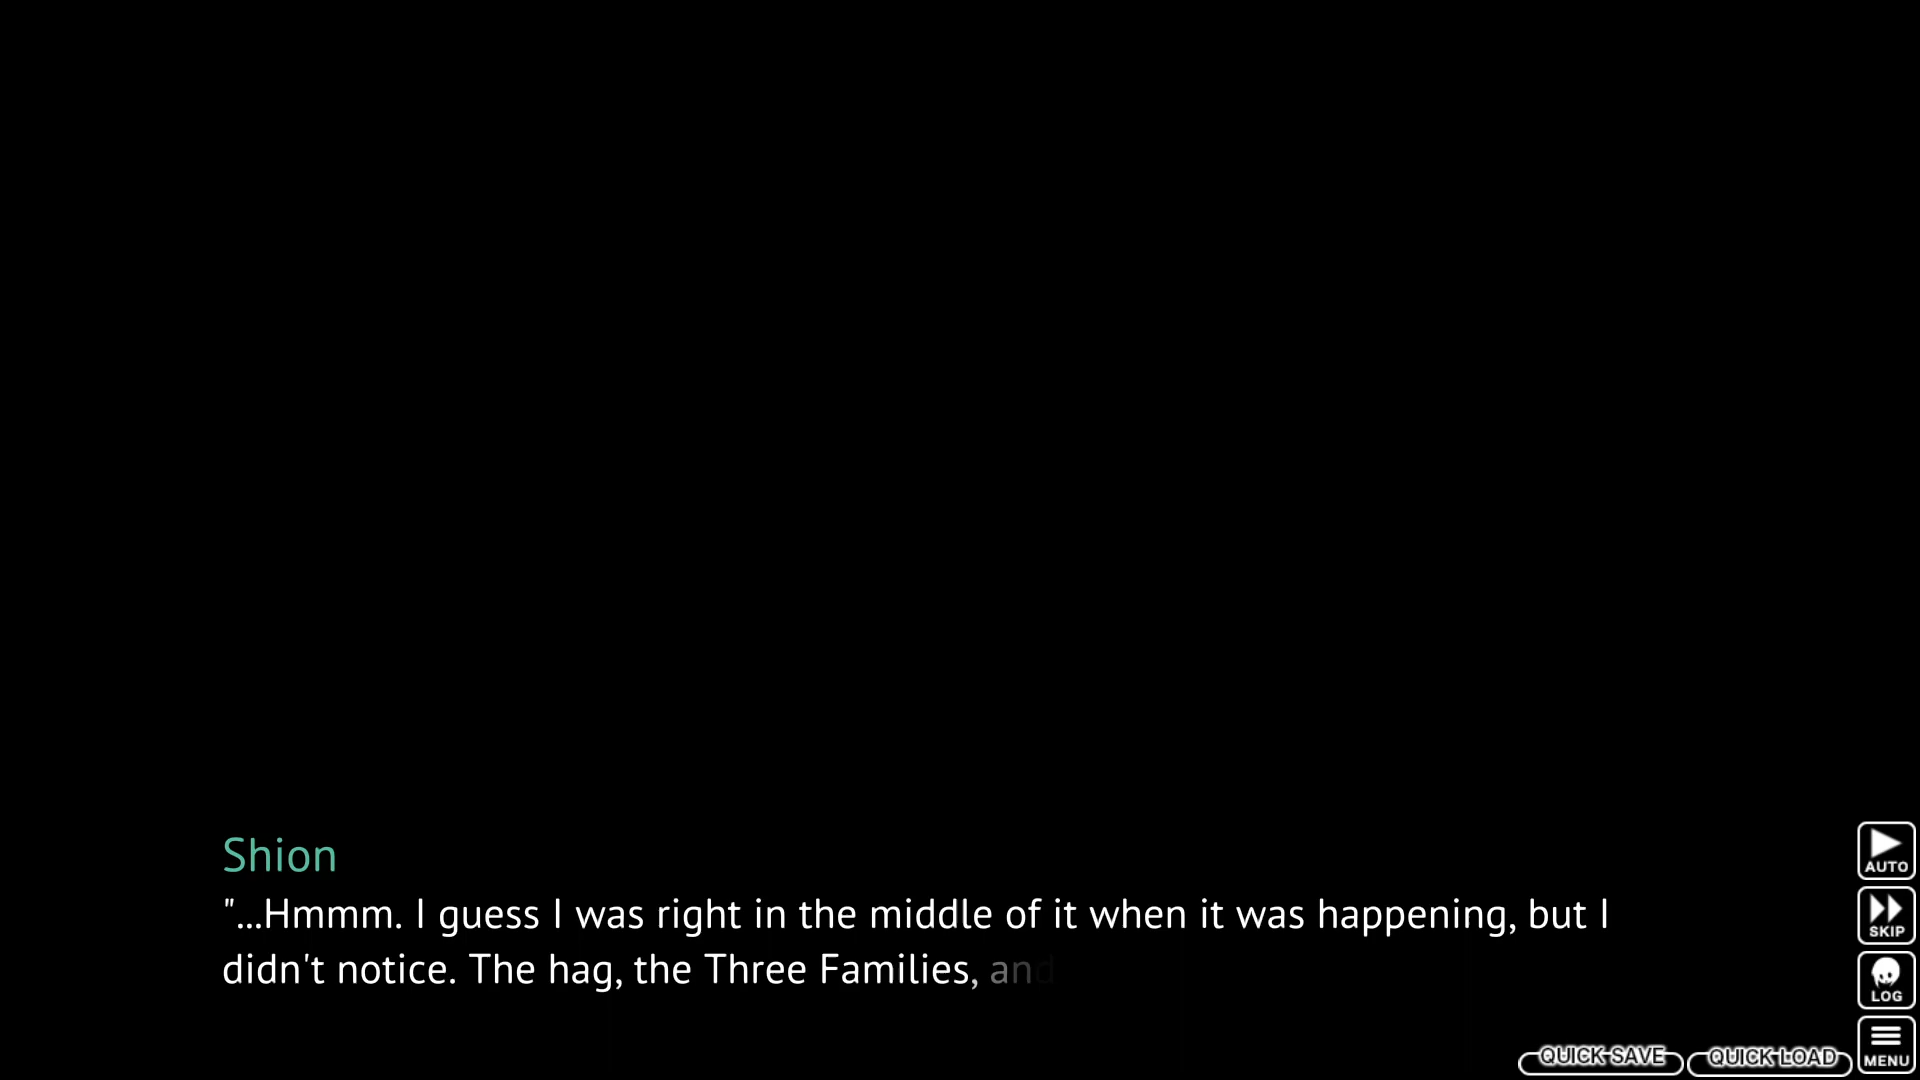 Shion
"...Hmmm. I guess I was right in the middle of it when it was happening, but I
didn't notice. The hag, the Three Families, and
AUTO
SKIP
LOG
MENU
QUICK SAVE QUICK LOAD